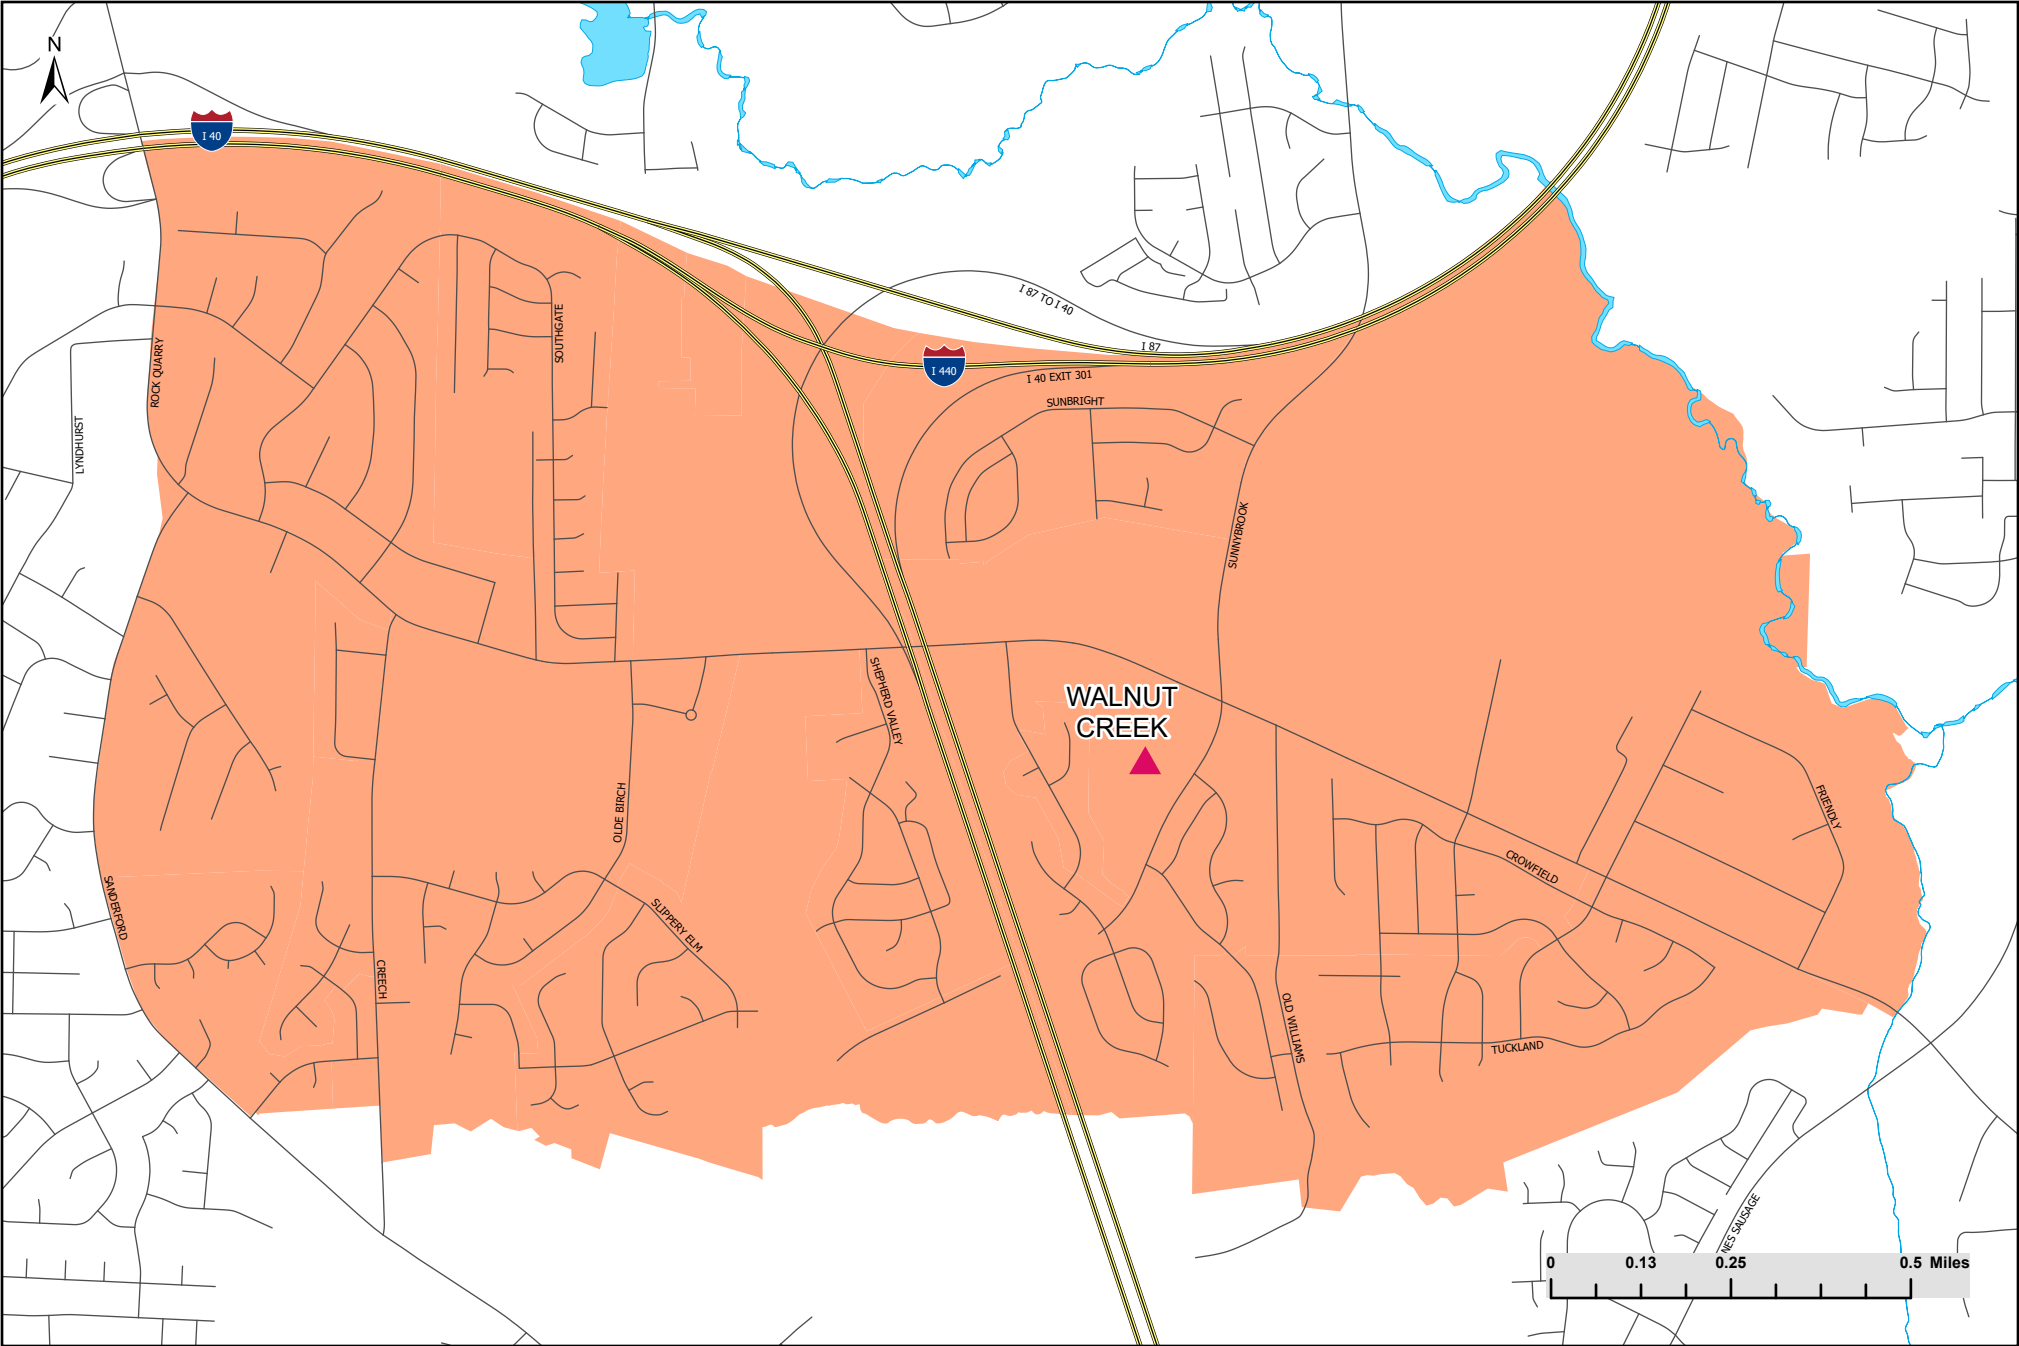 N
I 40
I 87 TO I 40
I 87
I 440
I 40 EXIT 301
SUNBRIGHT
SOUTHGATE
ROCK QUARRY
LYNDHURST
SUNNYBROOK
SHEPHERD VALLEY
WALNUT
CREEK
OLDE BIRCH
FRIENDLY
CROWFIELD
SANDERFORD
SLIPPERY ELM
CREECH
OLD WILLIAMS
TUCKLAND
NES SAUSAGE
0 0.13 0.25 0.5 Miles